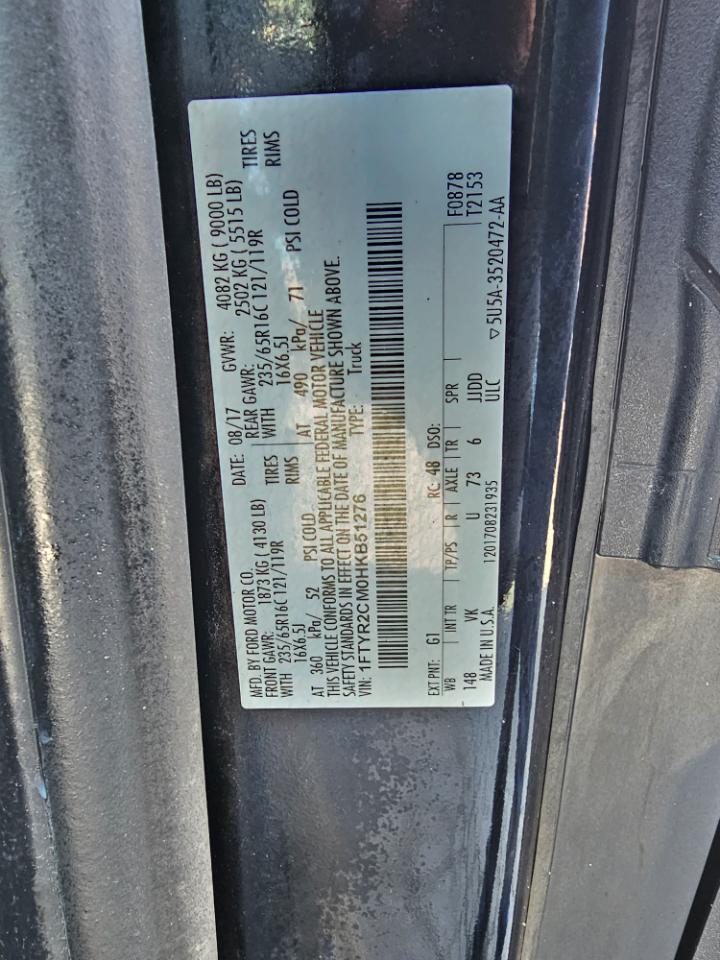 MFD. BY FORD MOTOR CO. DATE: 08/17 GVWR: 4082 KG ( 9000 LB)
FRONT GAWR: 1873 KG ( 4130 LB) REAR GAWR: 2502 KG ( 5515 LB)
WITH 235/65R16C 121/119R TIRES WITH 235/65R16C 121/119R TIRES
16X6.5J RIMS 16X6.5J RIMS
AT 360 kPa/ 52 PSI COLD AT 490 kPa/ 71 PSI COLD
THIS VEHICLE CONFORMS TO ALL APPLICABLE FEDERAL MOTOR VEHICLE
SAFETY STANDARDS IN EFFECT ON THE DATE OF MANUFACTURE SHOWN ABOVE.
VIN: 1FTYR2CM0HKB51276 TYPE: Truck
EXT PNT: G1 RC: 48 DSO: F0878
WB INT TR TP/PS R AXLE TR SPR T2153
148 VK U 73 6 JJDD
MADE IN U.S.A. 1201708231935 ULC ▽5U5A-3520472-AA